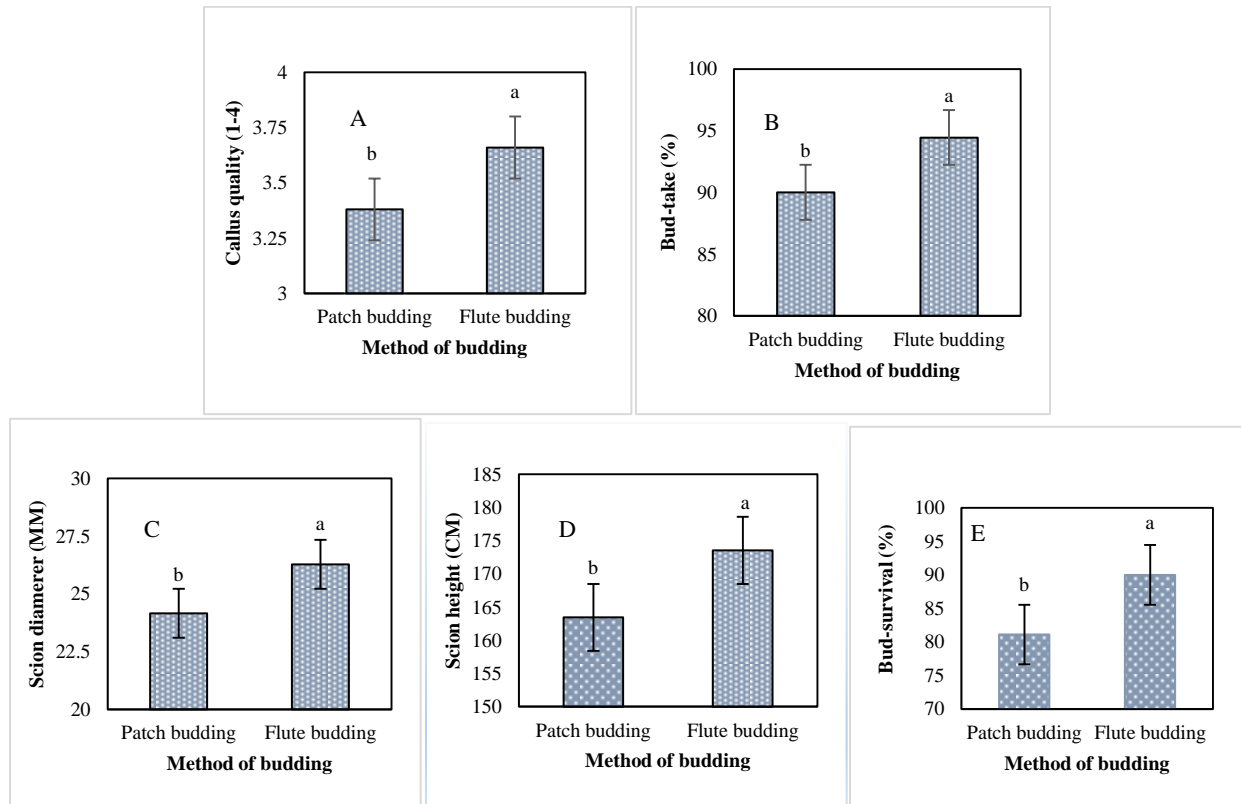 Callus quality (1-4)
4
3.75
3.5
3.25
3
A
b
a
Patch budding
Flute budding
Method of budding
Bud-take (%)
100
95
90
85
80
B
b
a
Patch budding
Flute budding
Method of budding
Scion diamerer (MM)
30
27.5
25
22.5
20
C
b
a
Patch budding
Flute budding
Method of budding
Scion height (CM)
185
180
175
170
165
160
155
150
D
b
a
Patch budding
Flute budding
Method of budding
Bud-survival (%)
100
95
90
85
80
75
70
E
b
a
Patch budding
Flute budding
Method of budding